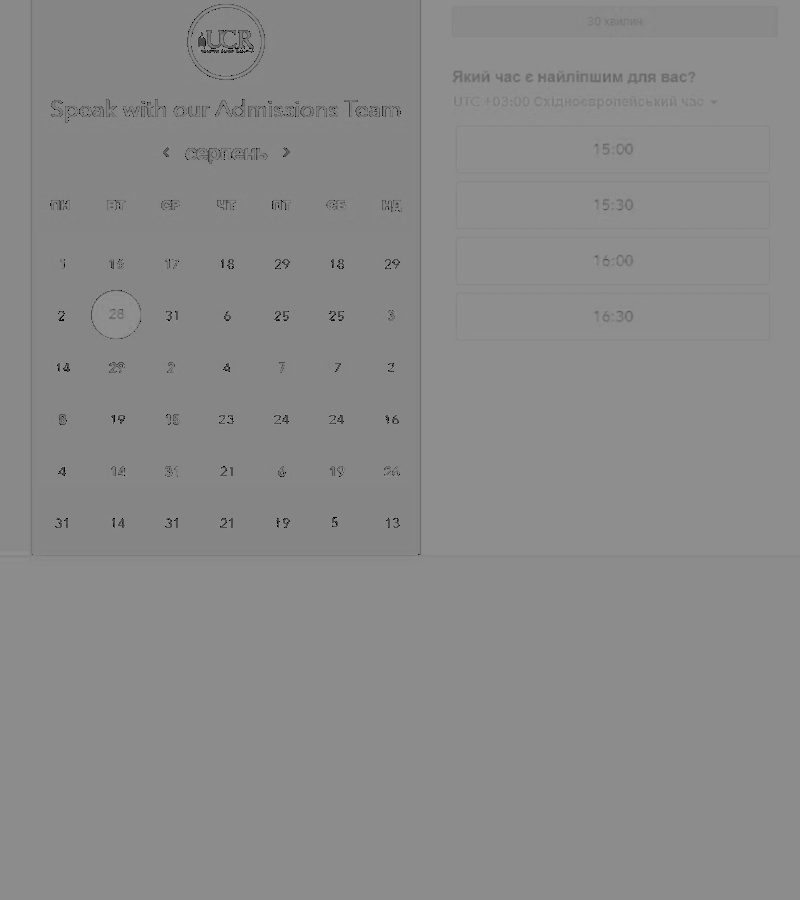 UCR
Speak with our Admissions Team
< серпень >
ПН ВТ СР ЧТ ПТ СБ НД
1 15 17 18 29 18 29
2 28 31 6 25 25 3
14 29 2 4 7 7 2
8 19 15 23 24 24 16
4 14 31 21 6 19 26
31 14 31 21 19 5 13
30 хвилин
Який час є найліпшим для вас?
UTC +03:00 Східноєвропейський час
15:00
15:30
16:00
16:30